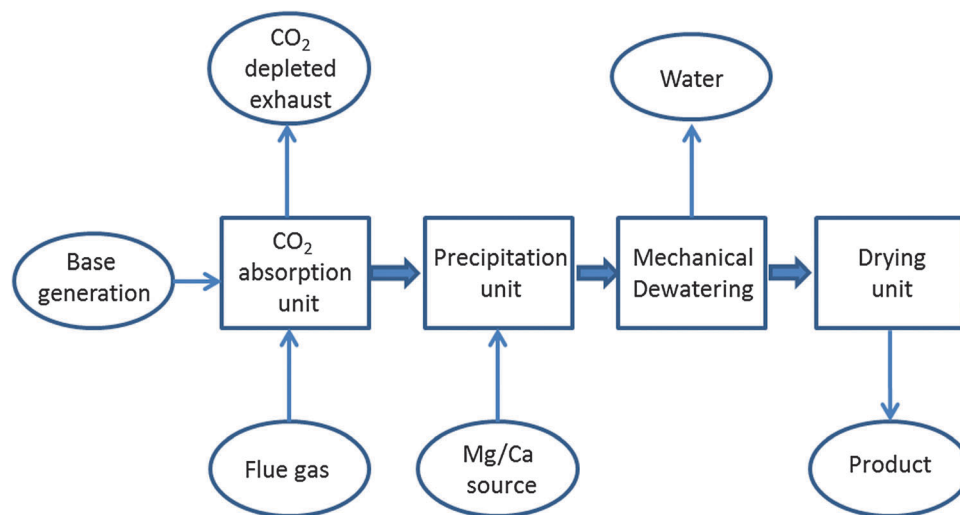 CO₂
depleted
exhaust
Water
Base
generation
CO₂
absorption
unit
Precipitation
unit
Mechanical
Dewatering
Drying
unit
Flue gas
Mg/Ca
source
Product